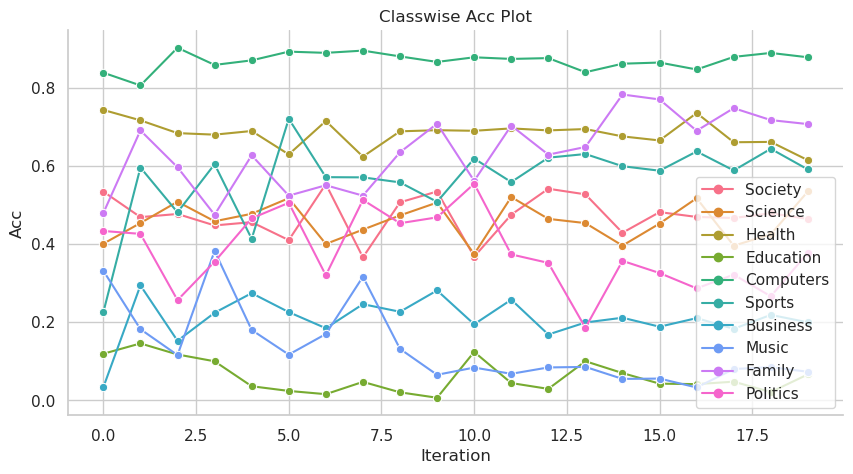 Classwise Acc Plot
Acc
0.8
0.6
0.4
0.2
0.0
0.0 2.5 5.0 7.5 10.0 12.5 15.0 17.5
Iteration
Society
Science
Health
Education
Computers
Sports
Business
Music
Family
Politics